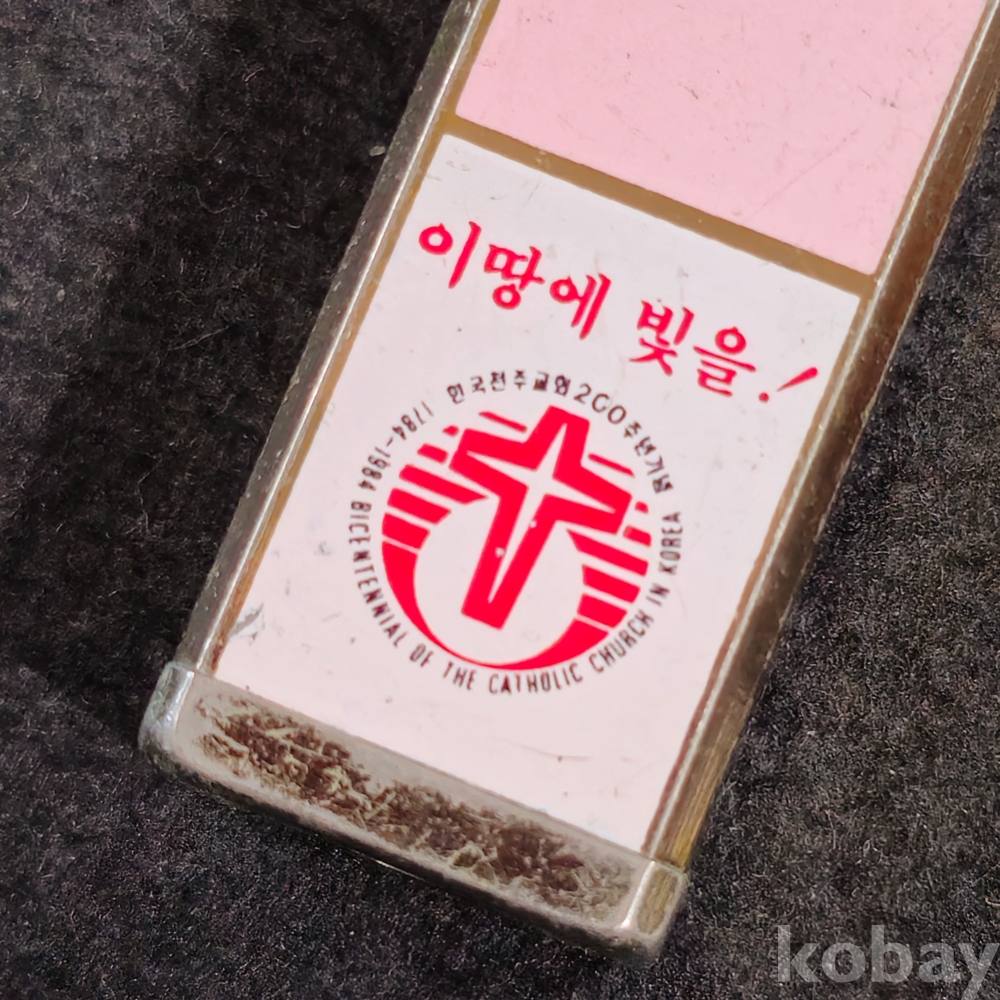 이땅에 빛을!
한국천주교회200주년기념
1784-1984 BICENTENNIAL OF THE CATHOLIC CHURCH IN KOREA
kobay